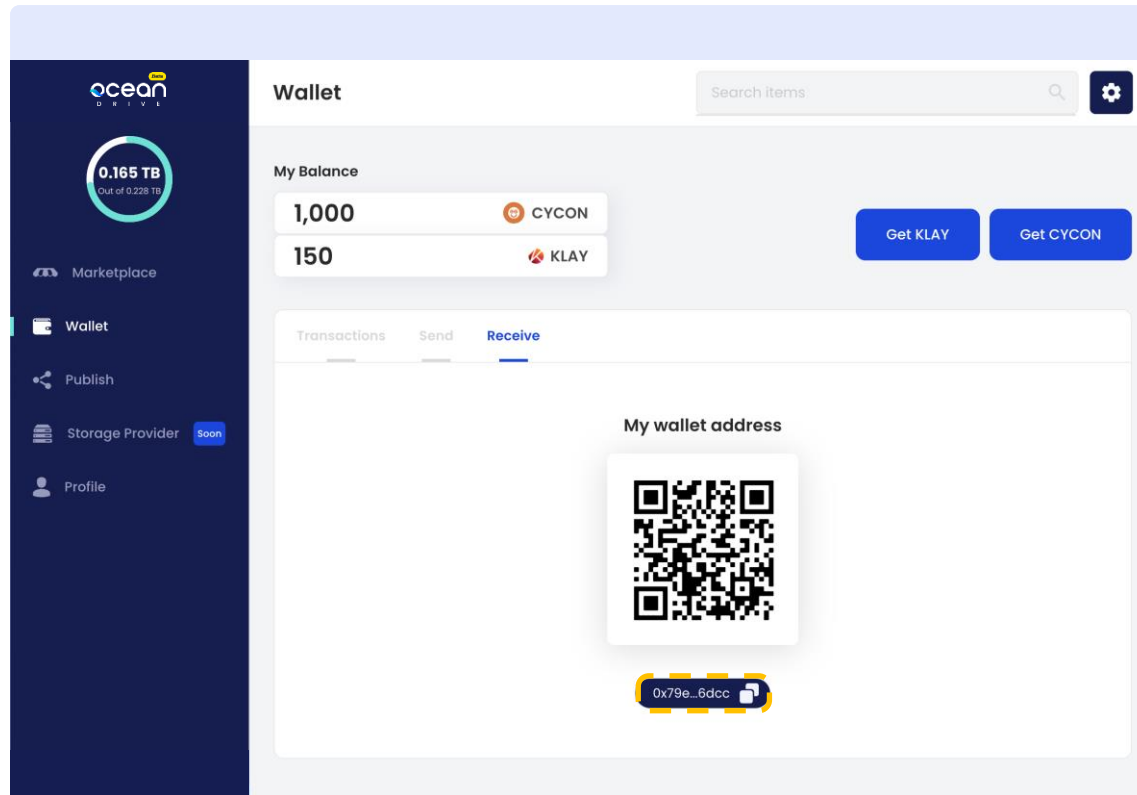 Beta
ocean
DRIVE
0.165 TB
Out of 0.228 TB
Marketplace
Wallet
Publish
Storage Provider Soon
Profile
Wallet
Search items
My Balance
1,000 CYCON
150 KLAY
Get KLAY Get CYCON
Transactions Send Receive
My wallet address
0x79e...6dcc